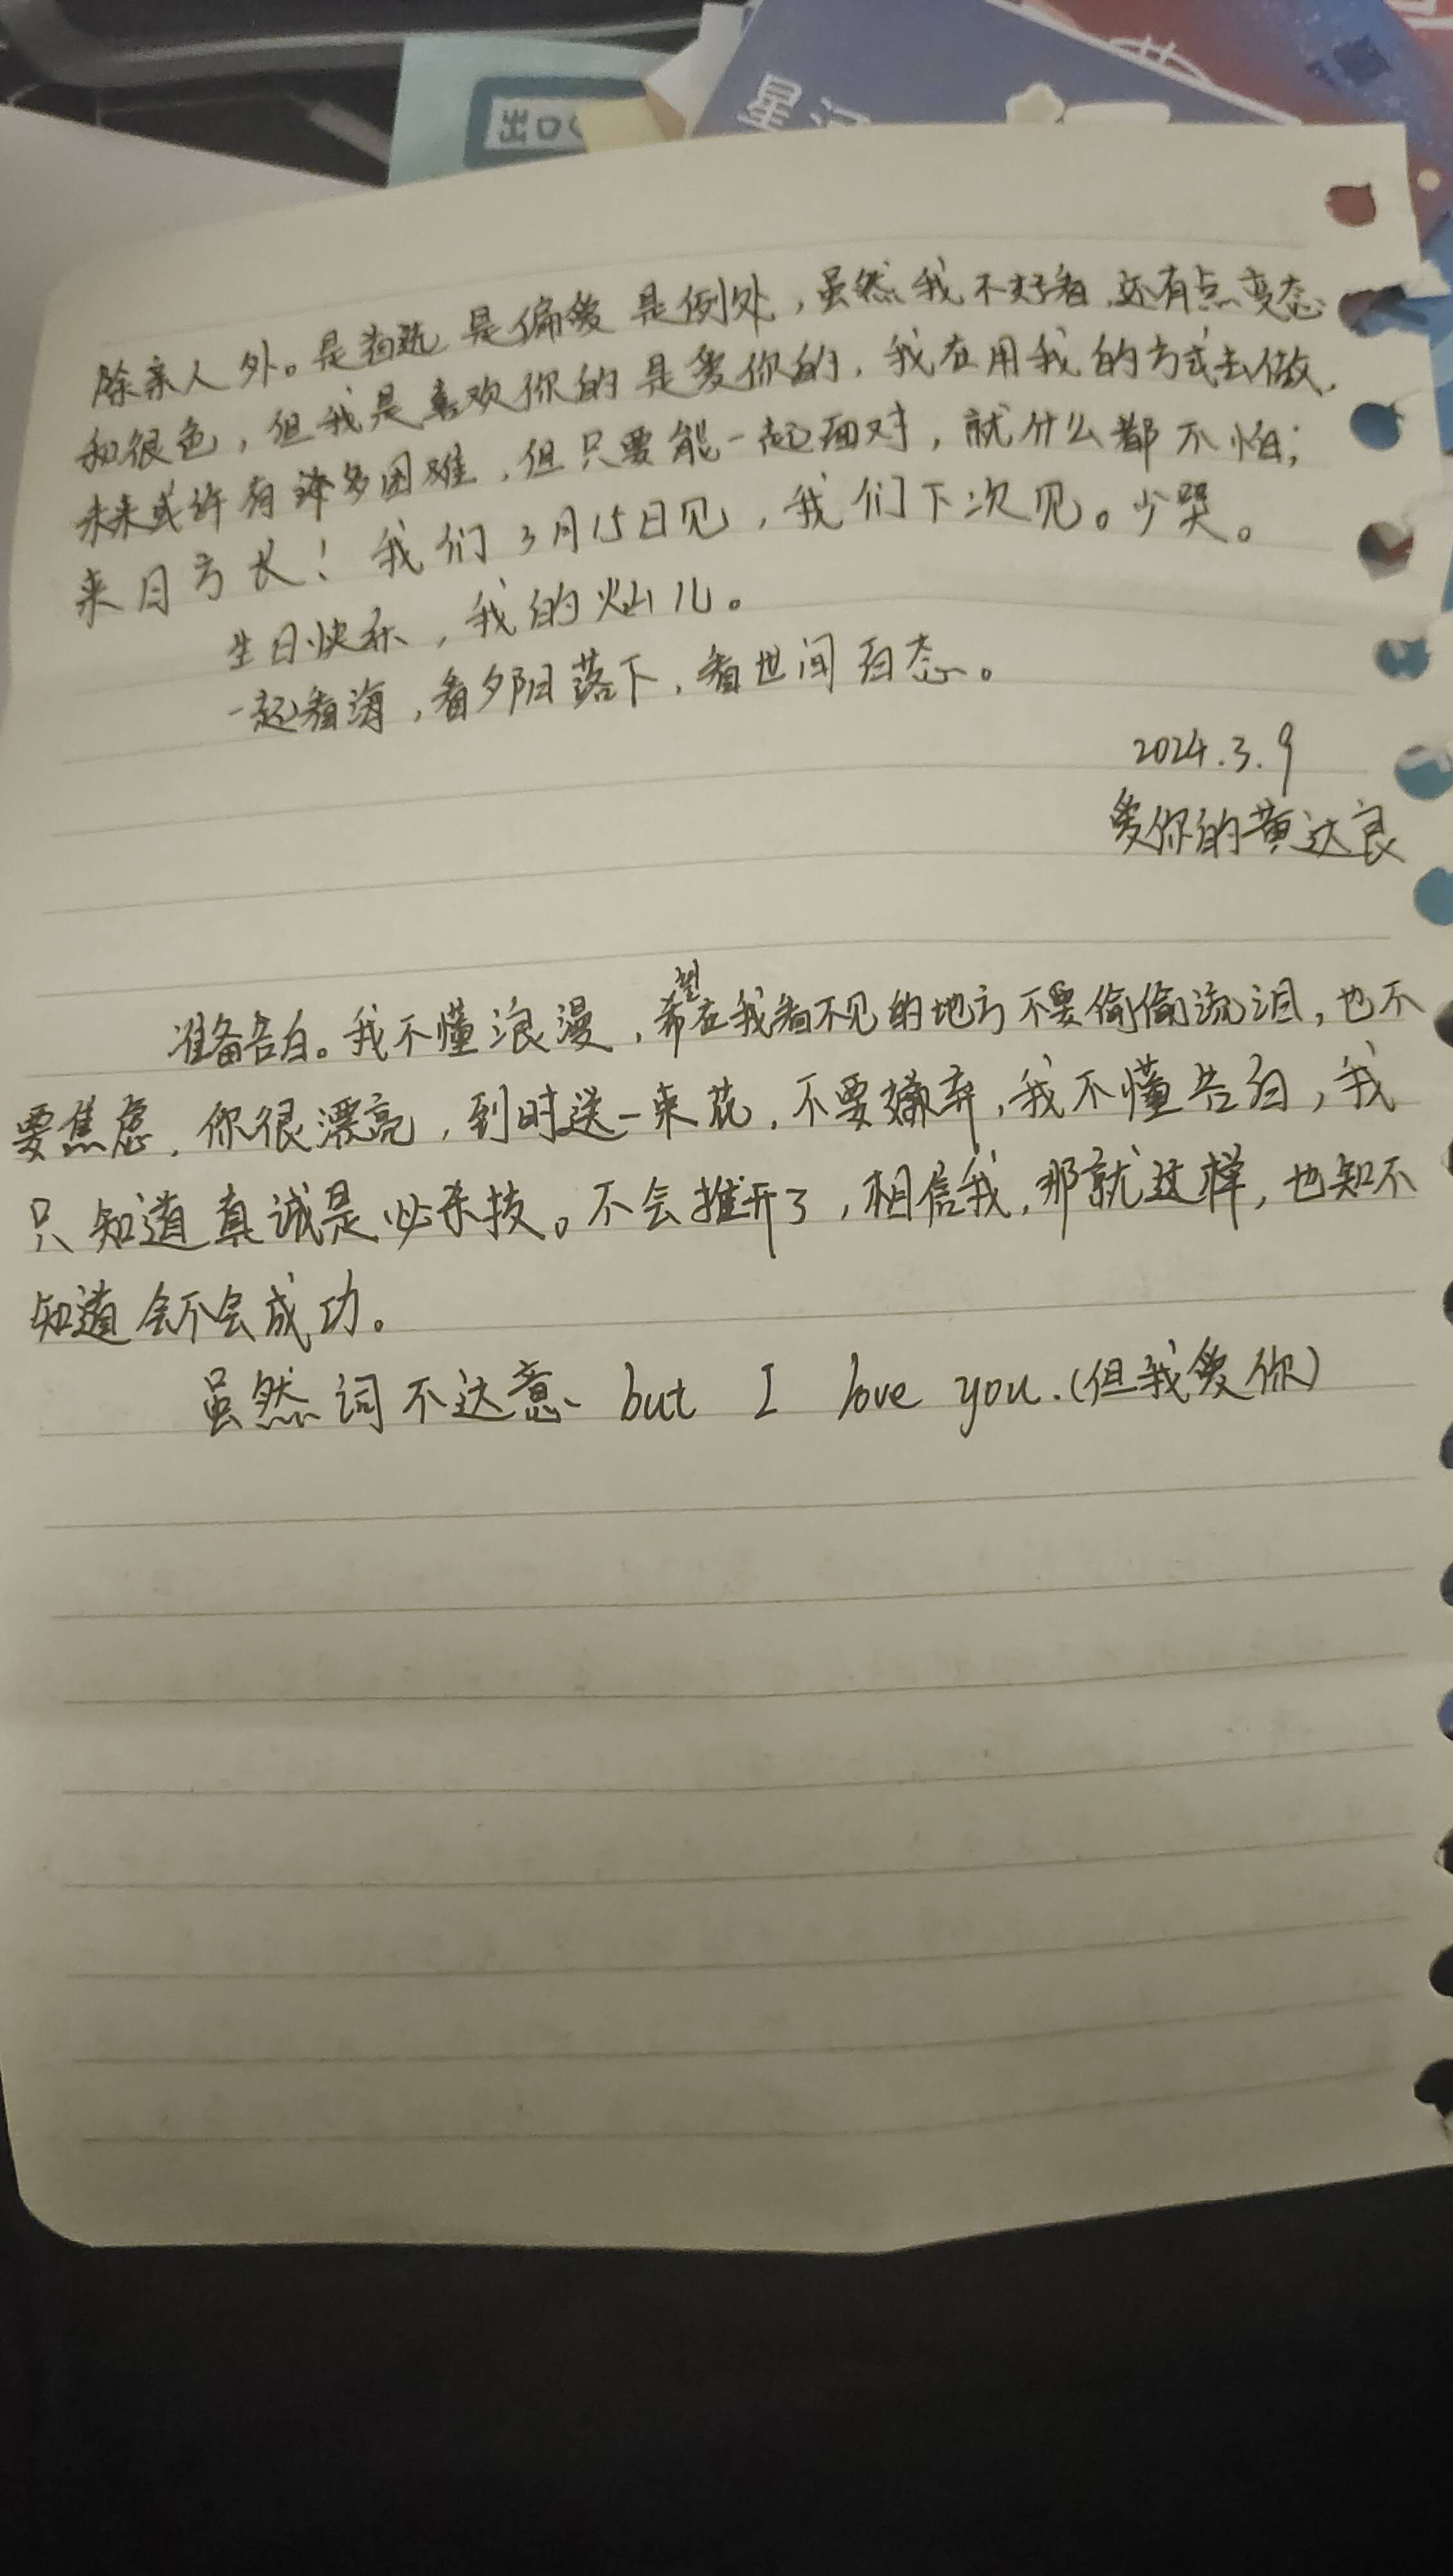 出口
星河
除亲人外。是首选是偏爱是例处，虽然我不好看，还有点变态
和很色，但我是喜欢你的是爱你的，我在用我的方式去做，
未来或许有许多困难，但只要能一起面对，就什么都不怕；
来日方长！我们3月15日见，我们下次见。少哭。
生日快乐，我的灿儿。
一起看海，看夕阳落下，看世间百态。
2024.3.9
爱你的黄达良
准备告白。我不懂浪漫，希望在我看不见的地方不要偷偷流泪，也不
要焦虑，你很漂亮，到时送一束花，不要嫌弃，我不懂告白，我
只知道真诚是必杀技。不会推开了，相信我，那就这样，也知不
知道会不会成功。
虽然词不达意、but I love you.(但我爱你)